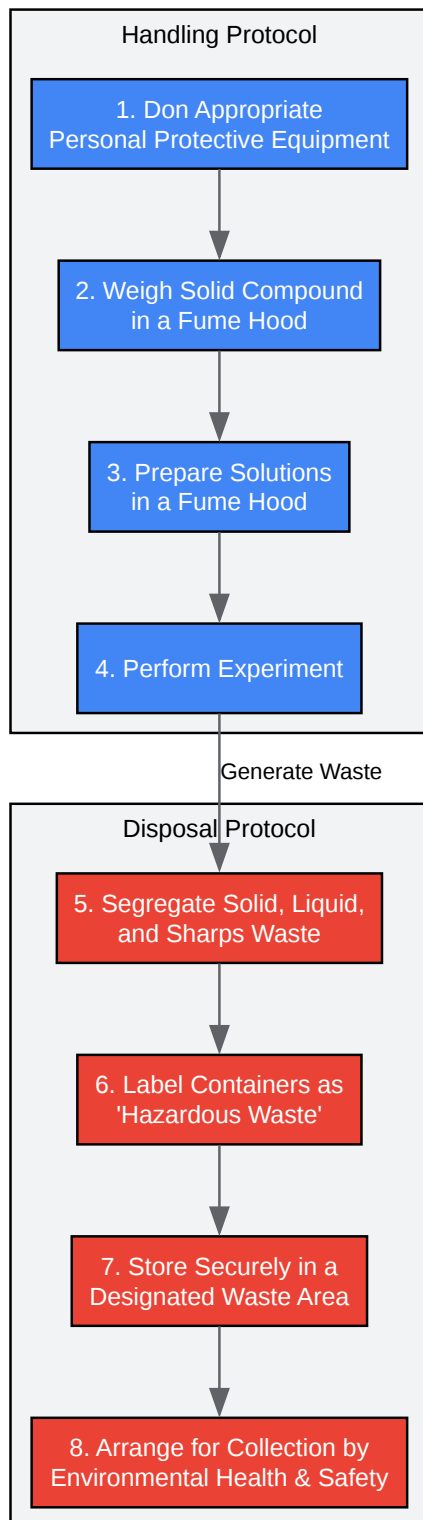 Handling Protocol
1. Don Appropriate
Personal Protective Equipment
2. Weigh Solid Compound
in a Fume Hood
3. Prepare Solutions
in a Fume Hood
4. Perform Experiment
Generate Waste
Disposal Protocol
5. Segregate Solid, Liquid,
and Sharps Waste
6. Label Containers as
'Hazardous Waste'
7. Store Securely in a
Designated Waste Area
8. Arrange for Collection by
Environmental Health & Safety